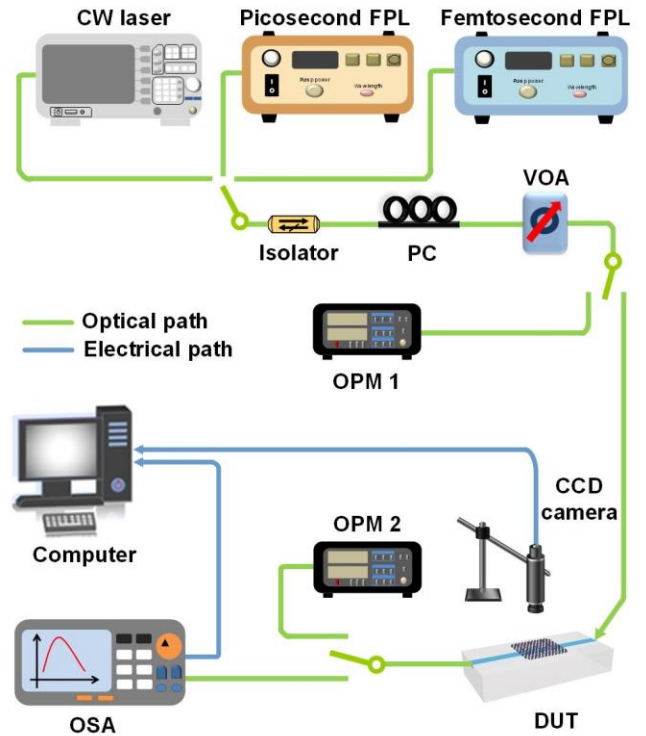 CW laser
Picosecond FPL
Femtosecond FPL
Pump power
Wavelength
I
O
Pump power
Wavelength
I
O
VOA
Isolator
PC
Optical path
Electrical path
OPM 1
CCD
camera
OPM 2
Computer
OSA
DUT